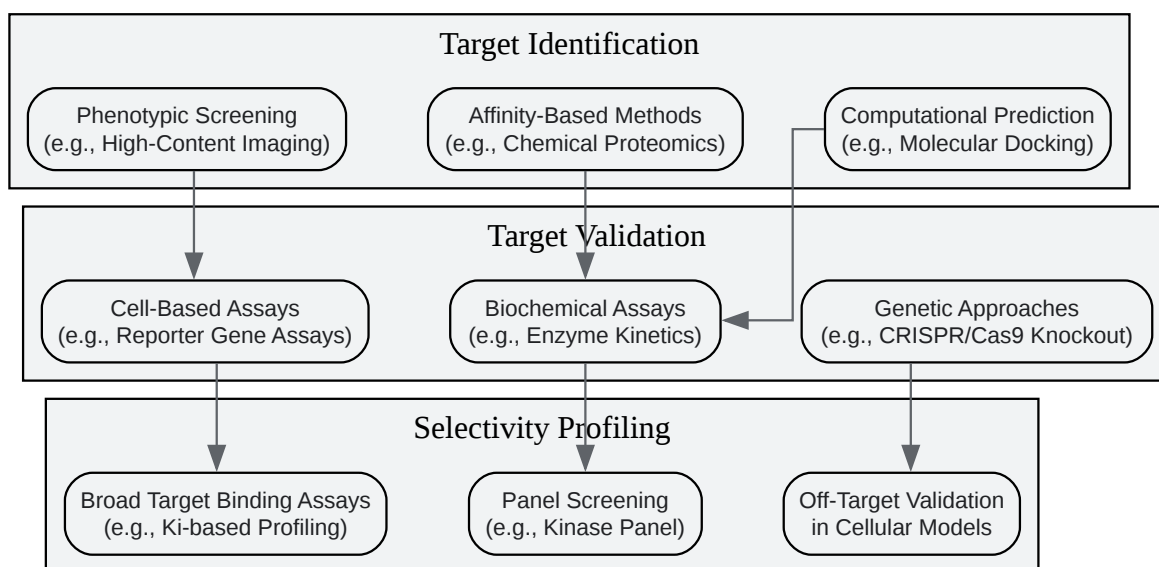 Target Identification
Phenotypic Screening
(e.g., High-Content Imaging)
Affinity-Based Methods
(e.g., Chemical Proteomics)
Computational Prediction
(e.g., Molecular Docking)
Target Validation
Cell-Based Assays
(e.g., Reporter Gene Assays)
Biochemical Assays
(e.g., Enzyme Kinetics)
Genetic Approaches
(e.g., CRISPR/Cas9 Knockout)
Selectivity Profiling
Broad Target Binding Assays
(e.g., Ki-based Profiling)
Panel Screening
(e.g., Kinase Panel)
Off-Target Validation
in Cellular Models